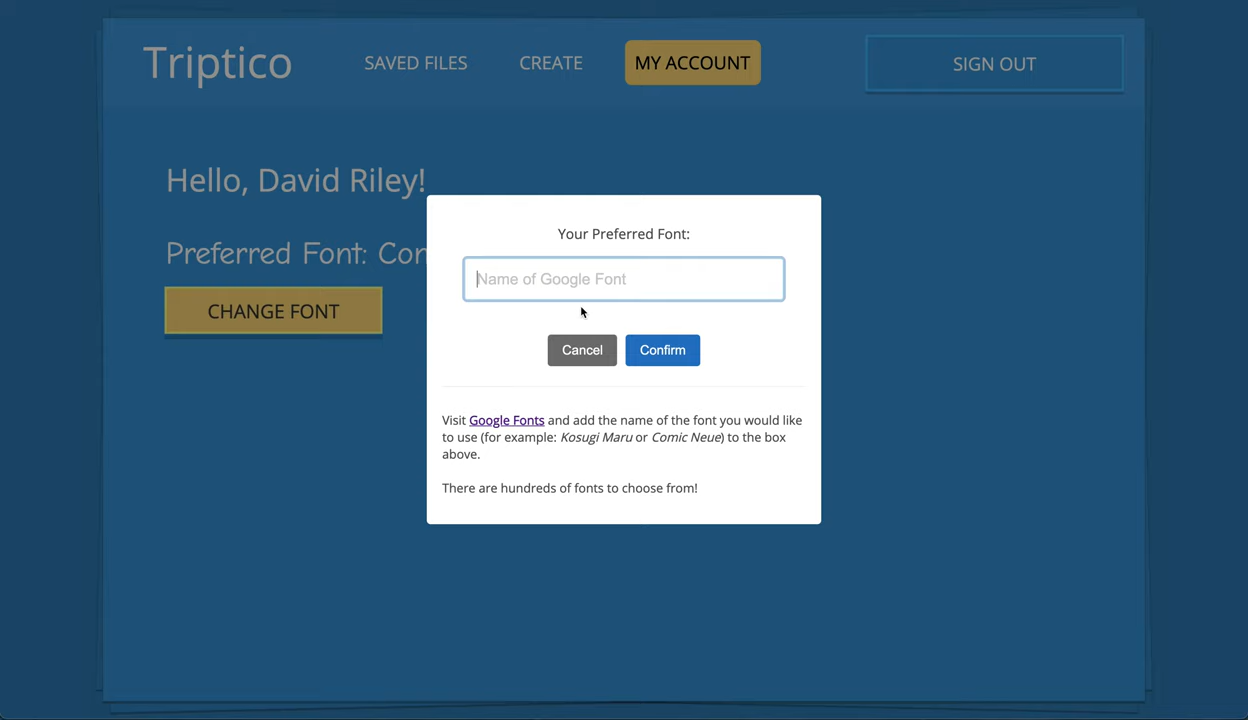 Triptico
SAVED FILES
CREATE
MY ACCOUNT
SIGN OUT
Hello, David Riley!
Preferred Font:
CHANGE FONT
Your Preferred Font:
Name of Google Font
Cancel
Confirm
Visit Google Fonts and add the name of the font you would like
to use (for example: Kosugi Maru or Comic Neue) to the box
above.
There are hundreds of fonts to choose from!